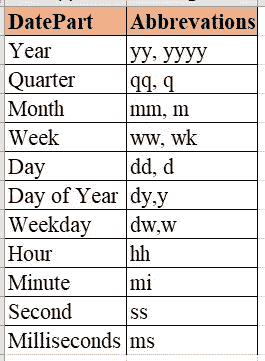 DatePart Abbrevations
Year yy, yyyy
Quarter qq, q
Month mm, m
Week ww, wk
Day dd, d
Day of Year dy,y
Weekday dw,w
Hour hh
Minute mi
Second ss
Milliseconds ms